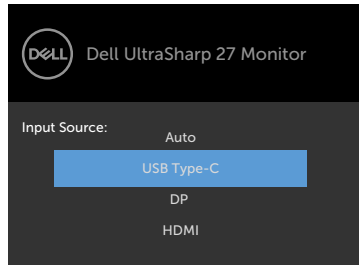 DELL
Dell UltraSharp 27 Monitor
Input Source:
Auto
USB Type-C
DP
HDMI